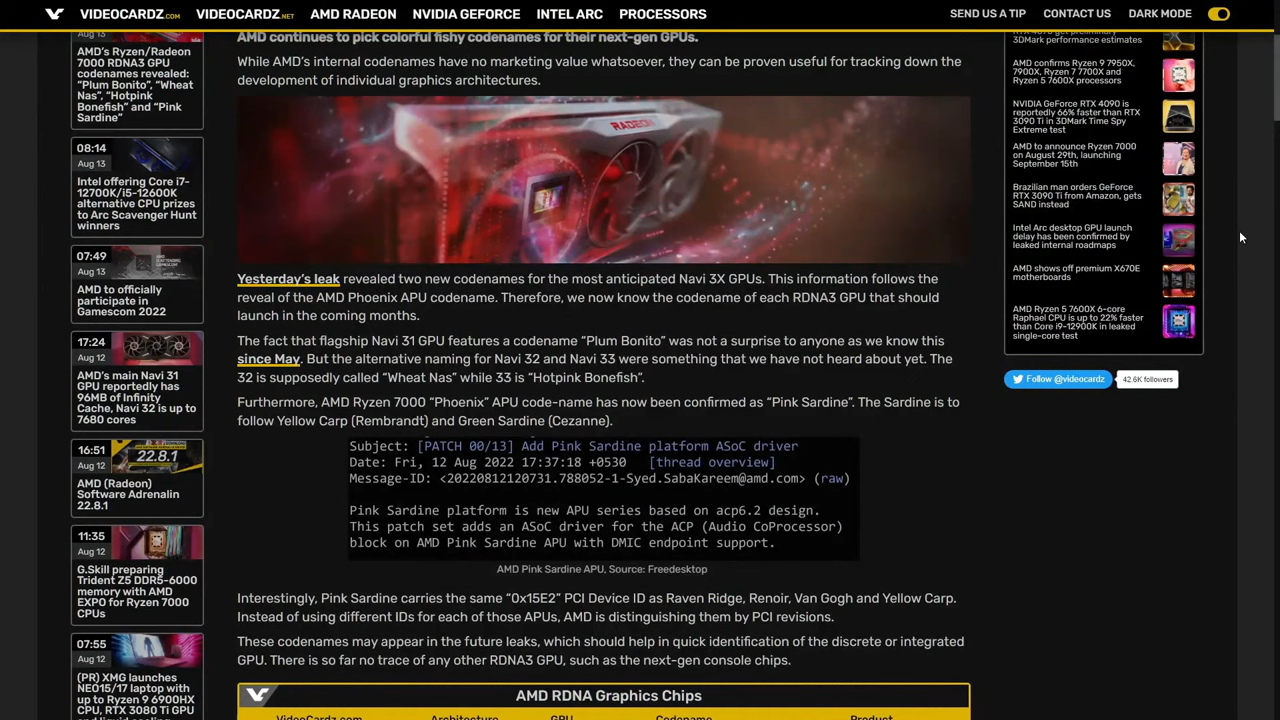 VIDEOCARDZ.COM
VIDEOCARDZ.NET
AMD RADEON
NVIDIA GEFORCE
INTEL ARC
PROCESSORS
SEND US A TIP
CONTACT US
DARK MODE
Aug 13
AMD's Ryzen/Radeon
7000 RDNA3 GPU
codenames revealed:
"Plum Bonito", "Wheat
Nas", "Hotpink
Bonefish" and "Pink
Sardine"
08:14
Aug 13
Intel offering Core i7-
12700K/i5-12600K
alternative CPU prizes
to Arc Scavenger Hunt
winners
07:49
Aug 13
AMD to officially
participate in
Gamescom 2022
17:24
Aug 12
AMD's main Navi 31
GPU reportedly has
96MB of Infinity
Cache, Navi 32 is up to
7680 cores
16:51
Aug 12
22.8.1
AMD (Radeon)
Software Adrenalin
22.8.1
11:35
Aug 12
G.Skill preparing
Trident Z5 DDR5-6000
memory with AMD
EXPO for Ryzen 7000
CPUs
07:55
Aug 12
(PR) XMG launches
NEO15/17 laptop with
up to Ryzen 9 6900HX
CPU, RTX 3080 Ti GPU
and liquid cooling
AMD continues to pick colorful fishy codenames for their next-gen GPUs.
While AMD's internal codenames have no marketing value whatsoever, they can be proven useful for tracking down the
development of individual graphics architectures.
RADEON
Yesterday's leak revealed two new codenames for the most anticipated Navi 3X GPUs. This information follows the
reveal of the AMD Phoenix APU codename. Therefore, we now know the codename of each RDNA3 GPU that should
launch in the coming months.
The fact that flagship Navi 31 GPU features a codename "Plum Bonito" was not a surprise to anyone as we know this
since May. But the alternative naming for Navi 32 and Navi 33 were something that we have not heard about yet. The
32 is supposedly called "Wheat Nas" while 33 is "Hotpink Bonefish".
Furthermore, AMD Ryzen 7000 "Phoenix" APU code-name has now been confirmed as "Pink Sardine". The Sardine is to
follow Yellow Carp (Rembrandt) and Green Sardine (Cezanne).
Subject: [PATCH 00/13] Add Pink Sardine platform ASoC driver
Date: Fri, 12 Aug 2022 17:37:18 +0530 [thread overview]
Message-ID: <20220812120731.788052-1-Syed.SabaKareem@amd.com> (raw)
Pink Sardine platform is new APU series based on acp6.2 design.
This patch set adds an ASoC driver for the ACP (Audio CoProcessor)
block on AMD Pink Sardine APU with DMIC endpoint support.
AMD Pink Sardine APU, Source: Freedesktop
Interestingly, Pink Sardine carries the same "0x15E2" PCI Device ID as Raven Ridge, Renoir, Van Gogh and Yellow Carp.
Instead of using different IDs for each of those APUs, AMD is distinguishing them by PCI revisions.
These codenames may appear in the future leaks, which should help in quick identification of the discrete or integrated
GPU. There is so far no trace of any other RDNA3 GPU, such as the next-gen console chips.
AMD RDNA Graphics Chips
VideoCardz.com
Architecture
GPU
Codename
Product
RTX 4070 gets
3DMark performance estimates
AMD confirms Ryzen 9 7950X,
7900X, Ryzen 7 7700X and
Ryzen 5 7600X processors
NVIDIA GeForce RTX 4090 is
reportedly 66% faster than RTX
3090 Ti in 3DMark Time Spy
Extreme test
AMD to announce Ryzen 7000
on August 29th, launching
September 15th
Brazilian man orders GeForce
RTX 3090 Ti from Amazon, gets
SAND instead
Intel Arc desktop GPU launch
delay has been confirmed by
leaked internal roadmaps
AMD shows off premium X670E
motherboards
AMD Ryzen 5 7600X 6-core
Raphael CPU is up to 22% faster
than Core i9-12900K in leaked
single-core test
Follow @videocardz
42.6K followers